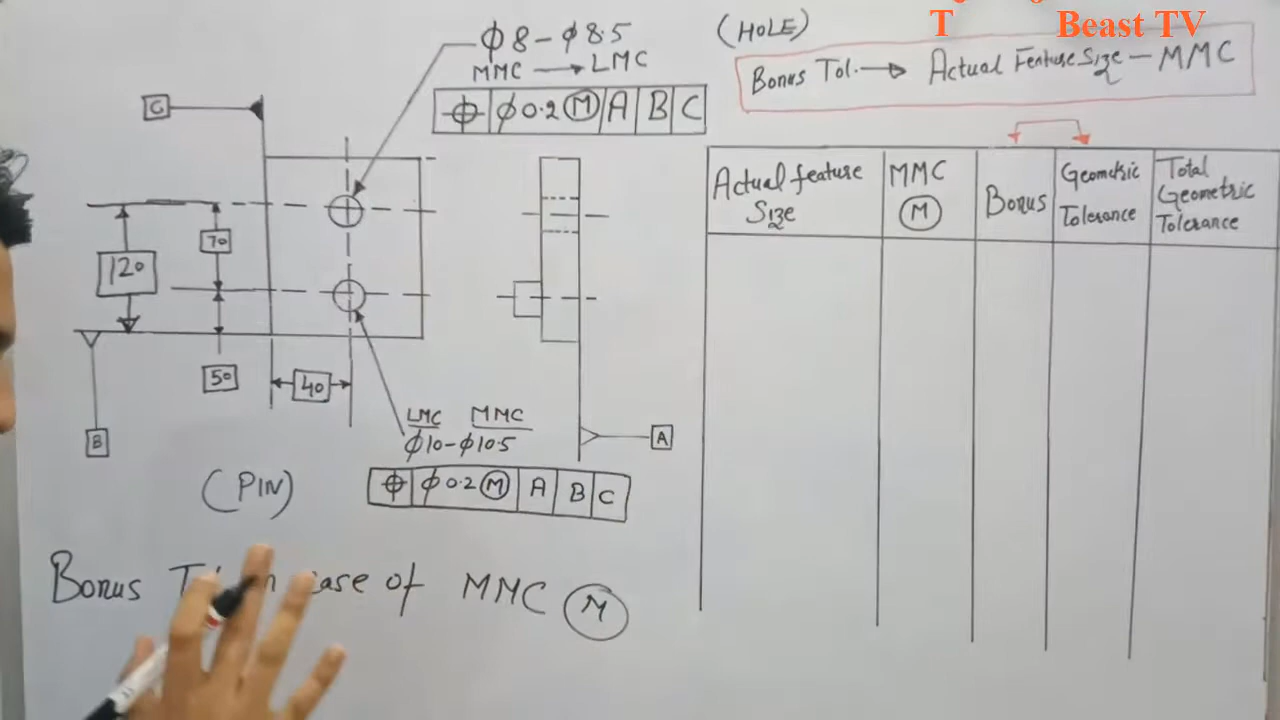 Beast TV
(HOLE)
Bonus Tol. → Actual Feature Size - MMC
Φ8 - Φ8.5
MMC → LMC
⌖ Φ0.2 Ⓜ A B C
G
120
70
50
40
B
A
LMC MMC
Φ10-Φ10.5
⌖ Φ0.2 Ⓜ A B C
(PIN)
Bonus case of MMC Ⓜ
Actual feature Size
MMC Ⓜ
Bonus
Geometric Tolerance
Total Geometric Tolerance